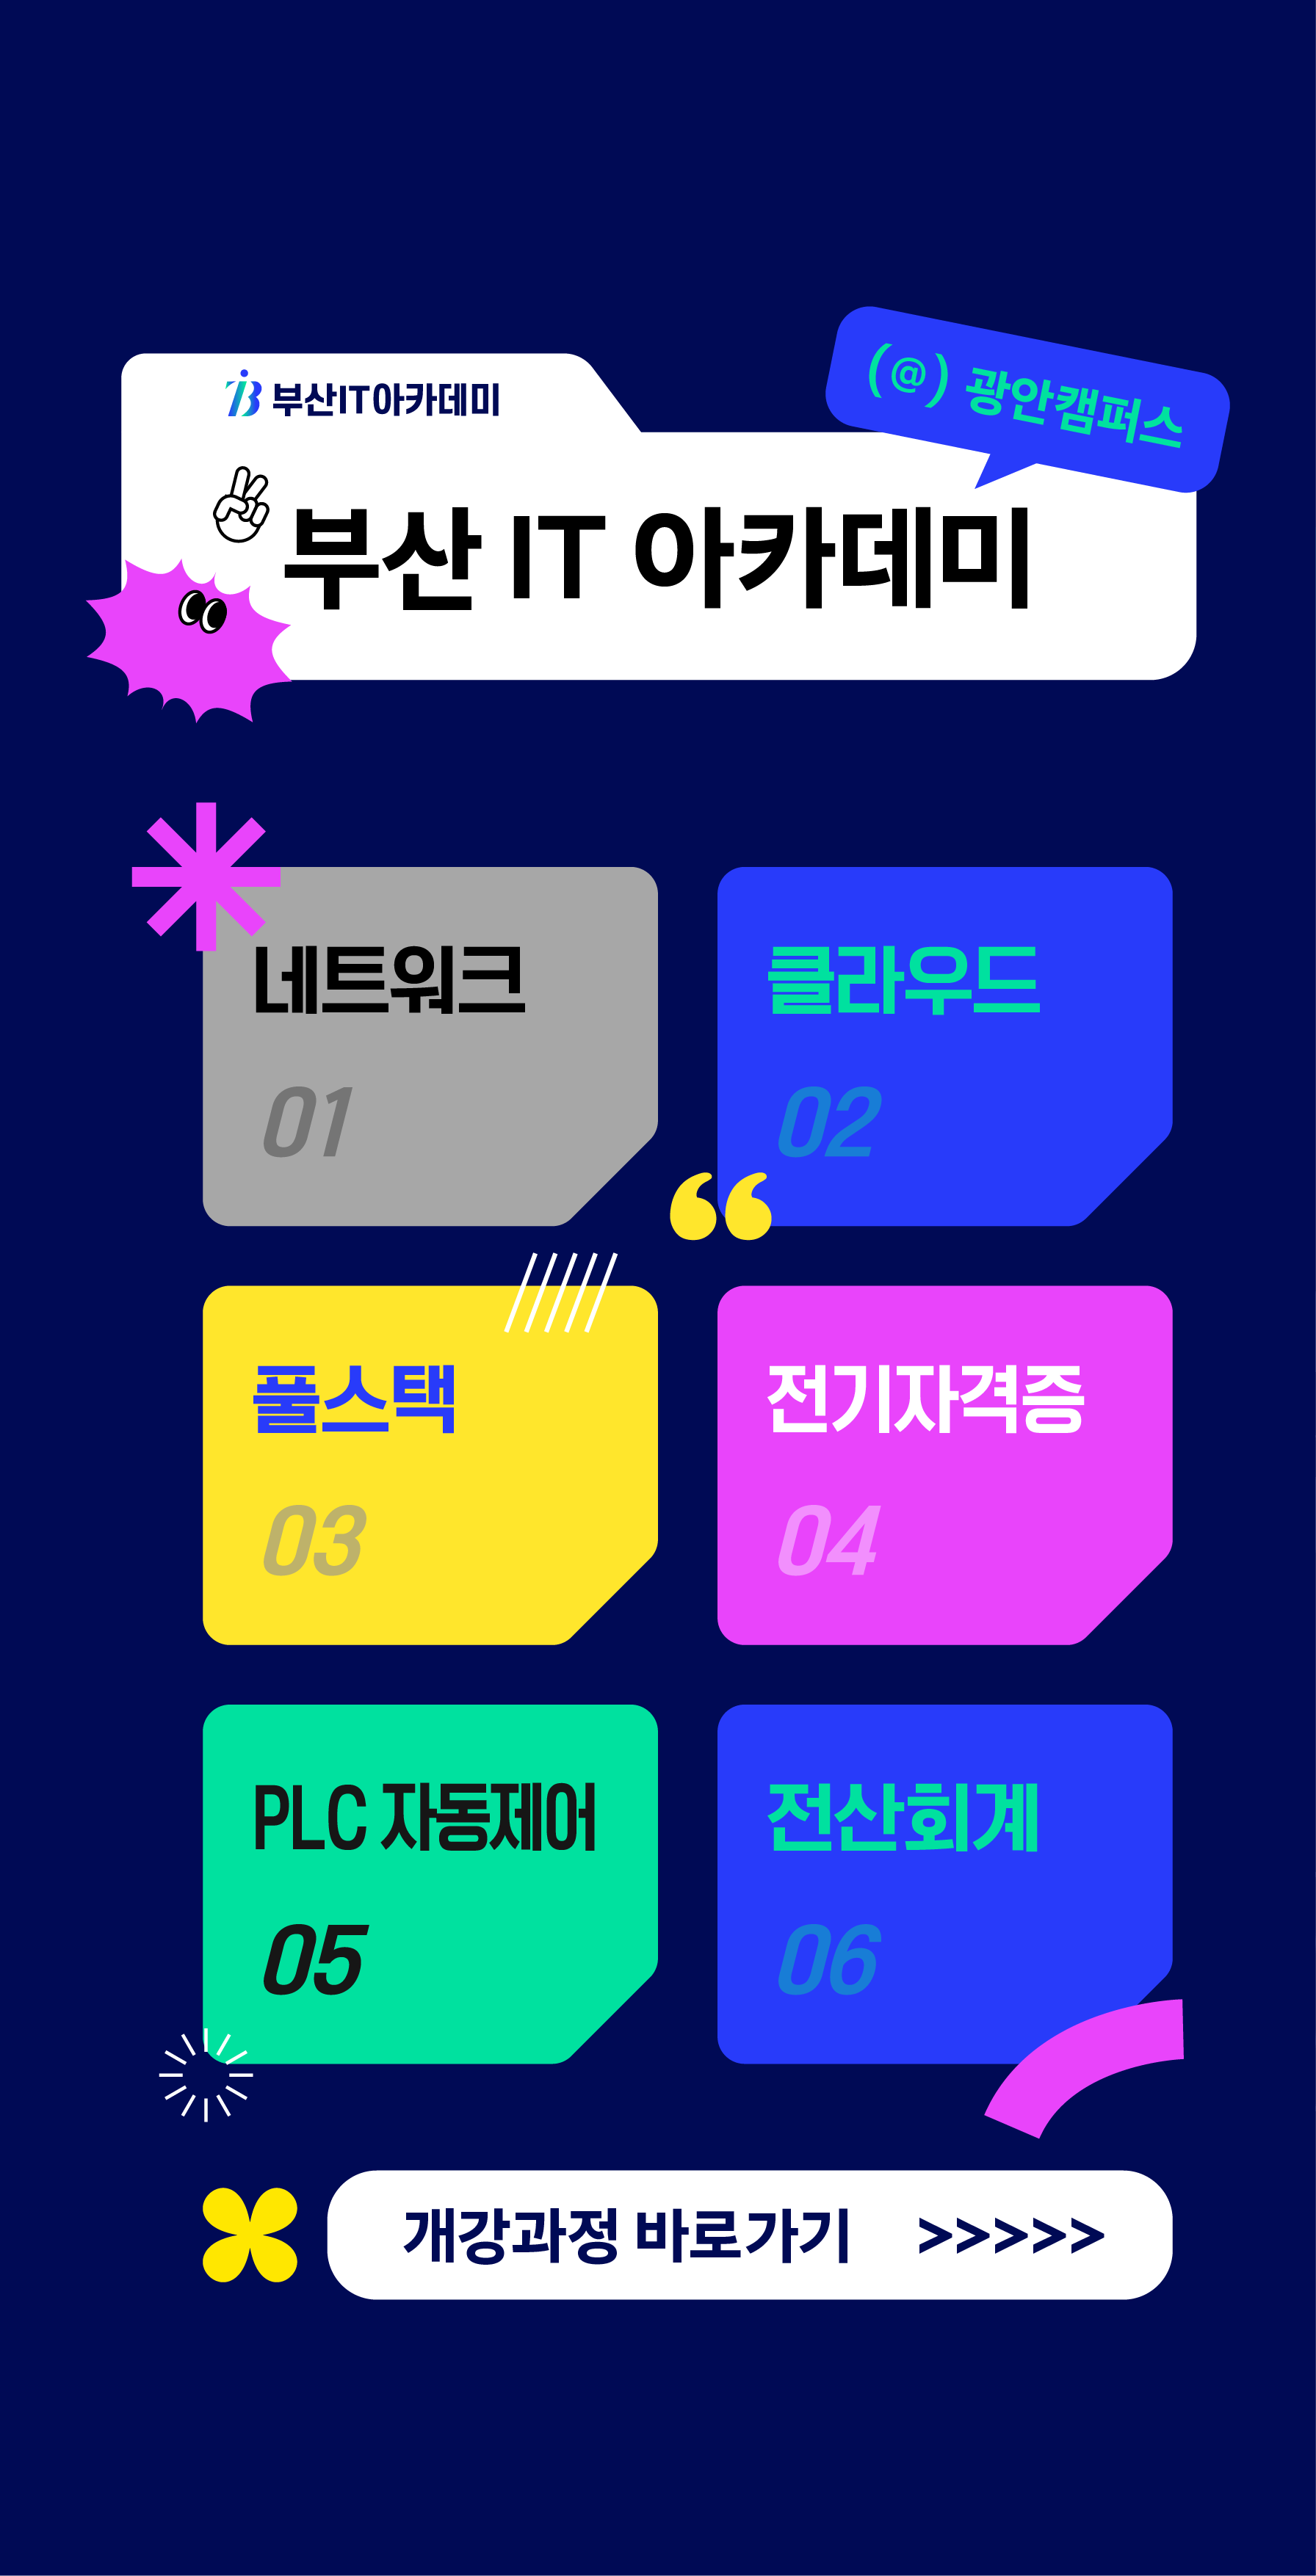 부산IT아카데미
(@) 광안캠퍼스
부산 IT 아카데미
네트워크
01
클라우드
02
풀스택
03
전기자격증
04
PLC 자동제어
05
전산회계
06
개강과정 바로가기 >>>>>